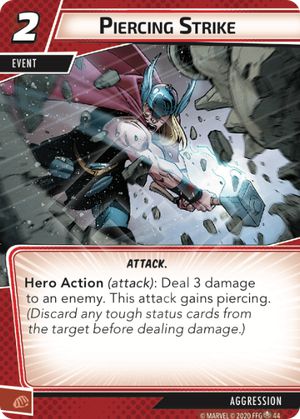 2
PIERCING STRIKE
EVENT
ATTACK.
Hero Action (attack): Deal 3 damage
to an enemy. This attack gains piercing.
(Discard any tough status cards from
the target before dealing damage.)
AGGRESSION
© MARVEL © 2020 FFG 44